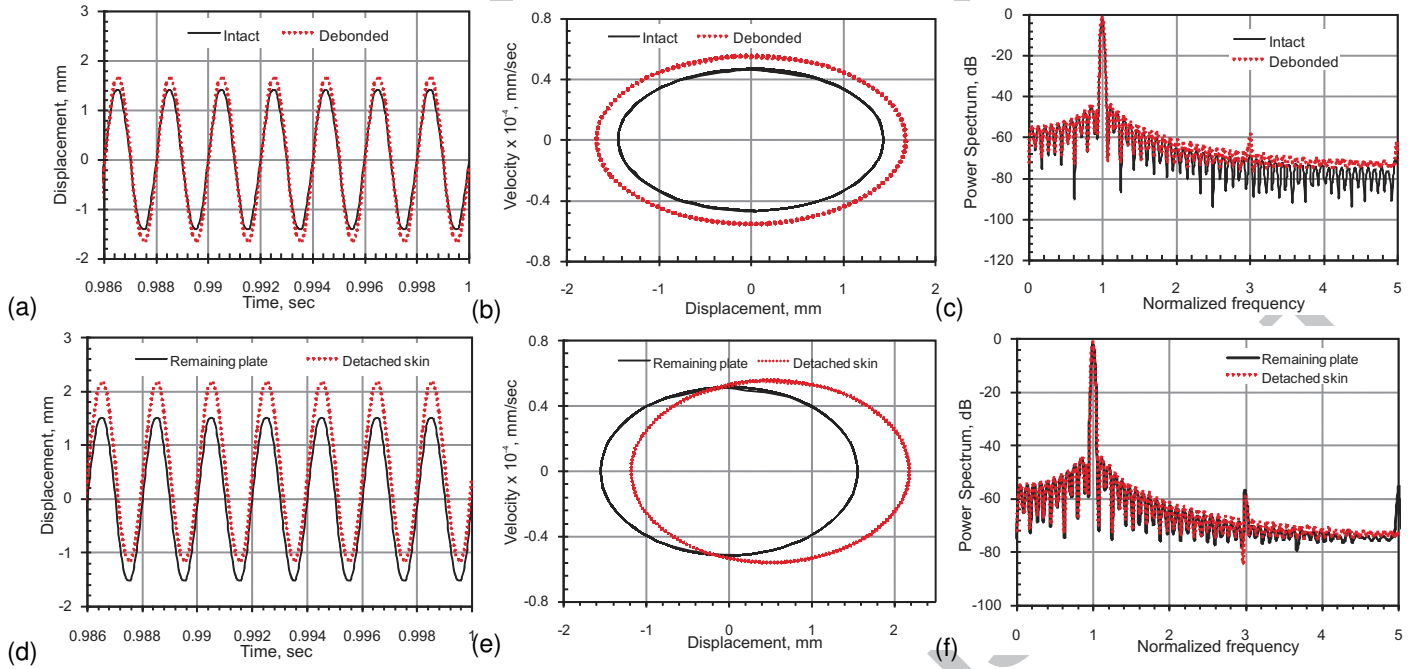 3
2
1
0
-1
-2
Displacement, mm
Intact
Debonded
0.986
0.988
0.99
0.992
0.994
0.996
0.998
1
Time, sec
(a)
0.8
0.4
0
-0.4
-0.8
Velocity x 10⁻⁴, mm/sec
Intact
Debonded
-2
-1
0
1
2
Displacement, mm
(b)
0
-20
-40
-60
-80
-100
-120
Power Spectrum, dB
Intact
Debonded
0
1
2
3
4
5
Normalized frequency
(c)
3
2
1
0
-1
-2
Displacement, mm
Remaining plate
Detached skin
0.986
0.988
0.99
0.992
0.994
0.996
0.998
1
Time, sec
(d)
0.8
0.4
0
-0.4
-0.8
Velocity x 10⁻⁴, mm/sec
Remaining plate
Detached skin
-2
-1
0
1
2
Displacement, mm
(e)
0
-20
-40
-60
-80
-100
Power Spectrum, dB
Remaining plate
Detached skin
0
1
2
3
4
5
Normalized frequency
(f)